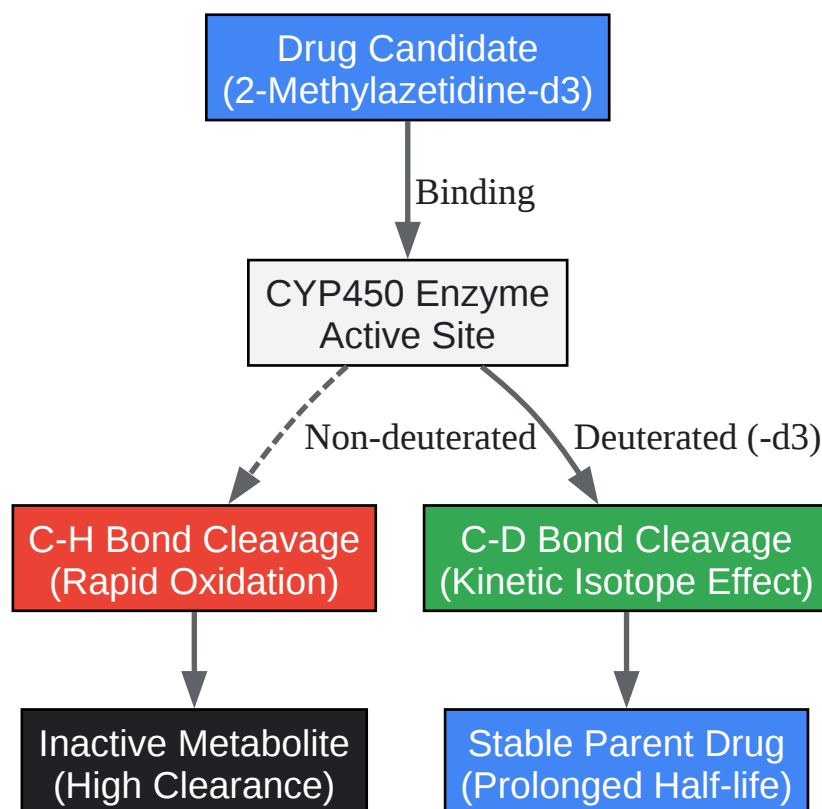 Drug Candidate
(2-Methylazetidine-d3)
Binding
CYP450 Enzyme
Active Site
Non-deuterated
Deuterated (-d3)
C-H Bond Cleavage
(Rapid Oxidation)
C-D Bond Cleavage
(Kinetic Isotope Effect)
Inactive Metabolite
(High Clearance)
Stable Parent Drug
(Prolonged Half-life)